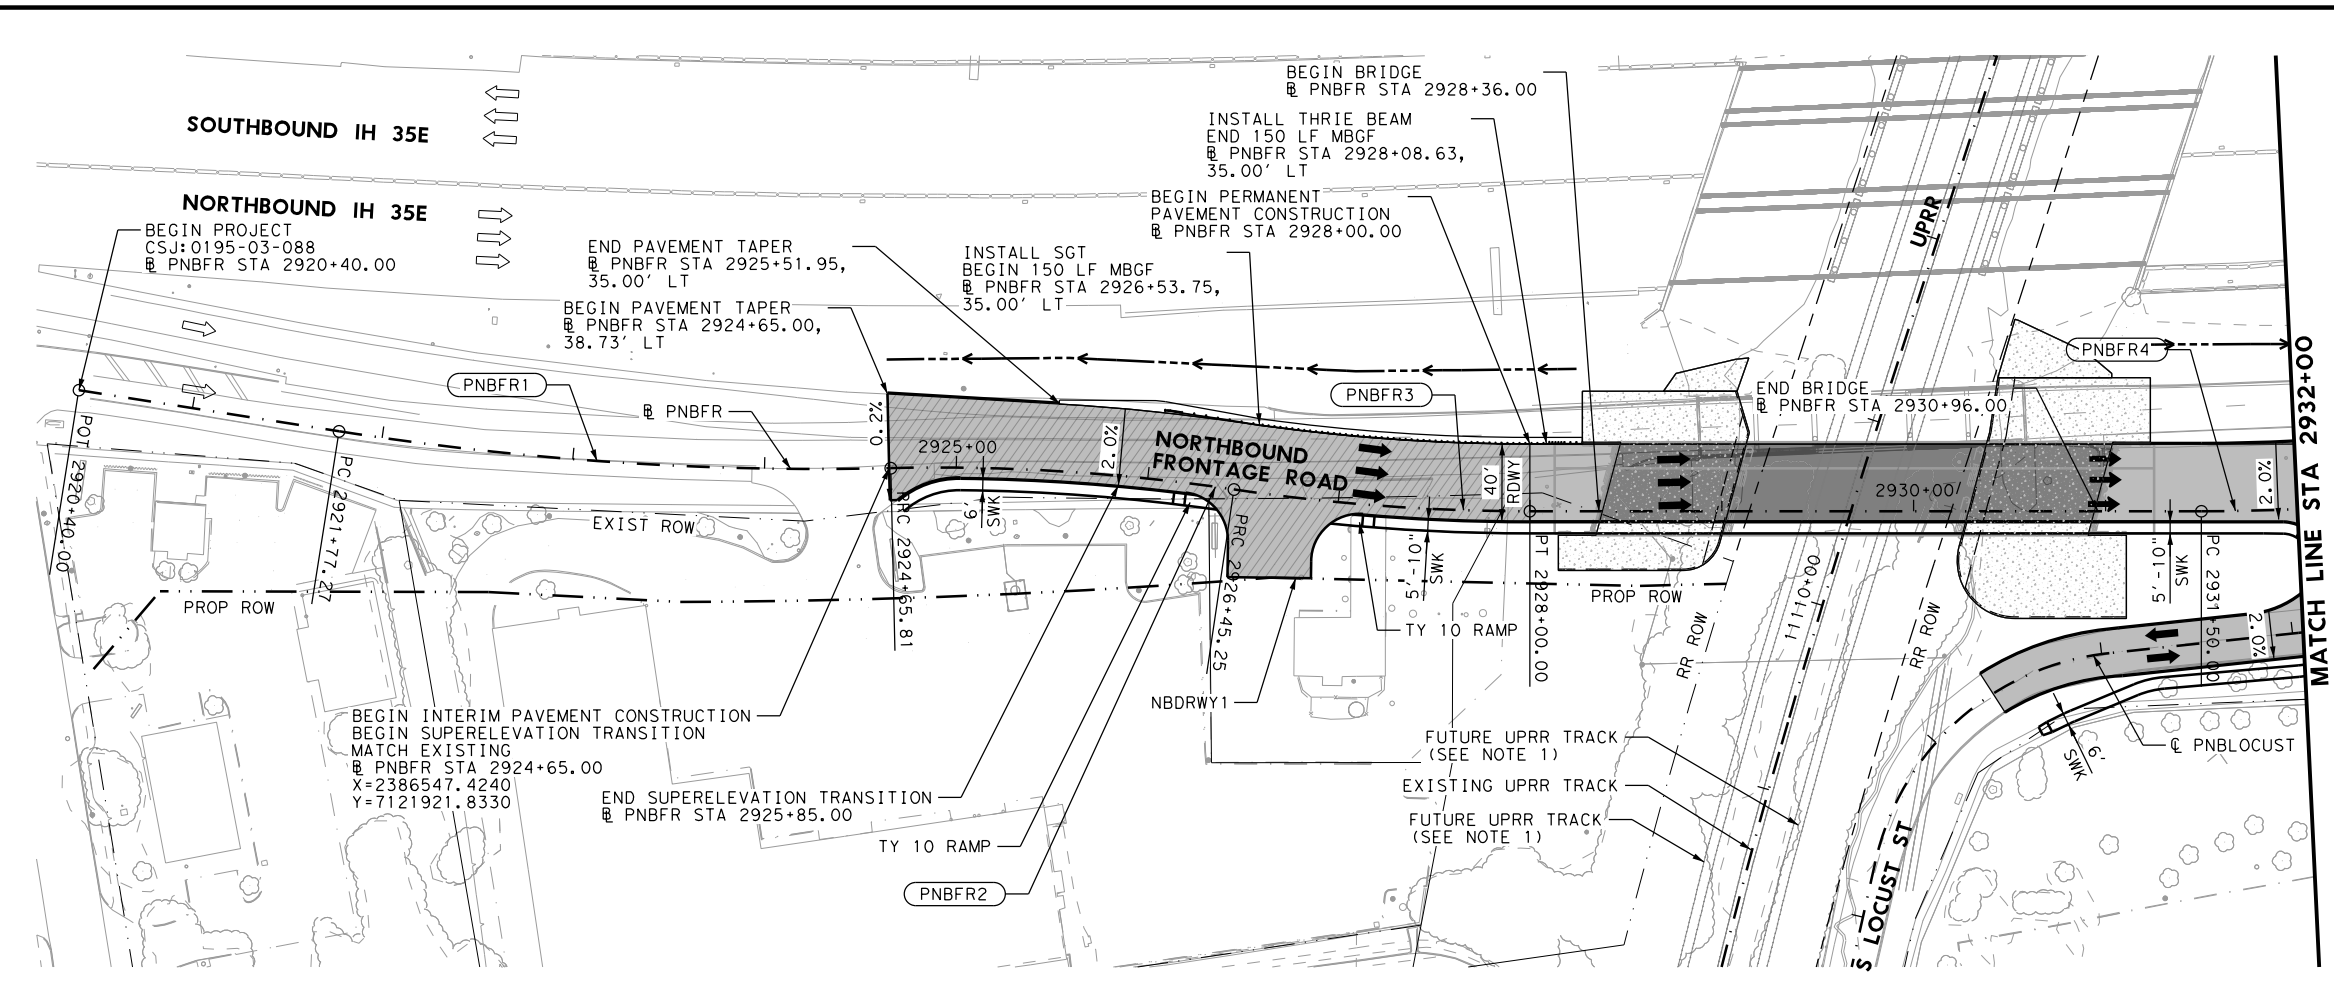 SOUTHBOUND IH 35E
NORTHBOUND IH 35E
BEGIN PROJECT
CSJ:0195-03-088
℄ PNBFR STA 2920+40.00
END PAVEMENT TAPER
℄ PNBFR STA 2925+51.95,
35.00' LT
BEGIN PAVEMENT TAPER
℄ PNBFR STA 2924+65.00,
38.73' LT
INSTALL SGT
BEGIN 150 LF MBGF
℄ PNBFR STA 2926+53.75,
35.00' LT
BEGIN BRIDGE
℄ PNBFR STA 2928+36.00
INSTALL THRIE BEAM
END 150 LF MBGF
℄ PNBFR STA 2928+08.63,
35.00' LT
BEGIN PERMANENT
PAVEMENT CONSTRUCTION
℄ PNBFR STA 2928+00.00
UPRR
PNBFR4
END BRIDGE
℄ PNBFR STA 2930+96.00
PNBFR1
℄ PNBFR
PNBFR3
0.2%
2925+00
2.0%
NORTHBOUND
FRONTAGE ROAD
40'
RDWY
2930+00
2.0%
MATCH LINE STA 2932+00
POT 2920+40.00
PC 2921+77.27
EXIST ROW
PROP ROW
PRC 2924+65.81
6'
SWK
PRC 2926+45.25
5'-10"
SWK
PT 2928+00.00
PROP ROW
RR ROW
11110+00
RR ROW
5'-10"
SWK
PC 2931+50.00
2.0%
TY 10 RAMP
NBDRWY1
BEGIN INTERIM PAVEMENT CONSTRUCTION
BEGIN SUPERELEVATION TRANSITION
MATCH EXISTING
℄ PNBFR STA 2924+65.00
X=2386547.4240
Y=7121921.8330
END SUPERELEVATION TRANSITION
℄ PNBFR STA 2925+85.00
TY 10 RAMP
PNBFR2
FUTURE UPRR TRACK
(SEE NOTE 1)
EXISTING UPRR TRACK
FUTURE UPRR TRACK
(SEE NOTE 1)
S LOCUST ST
6'
SWK
℄ PNBLOCUST